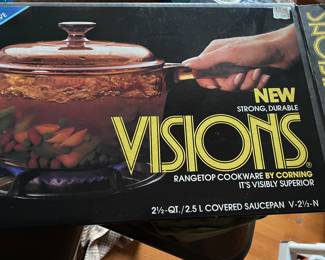 NEW
STRONG, DURABLE
VISIONS®
RANGETOP COOKWARE BY CORNING
IT'S VISIBLY SUPERIOR
2½-QT./2.5 L COVERED SAUCEPAN V-2½-N